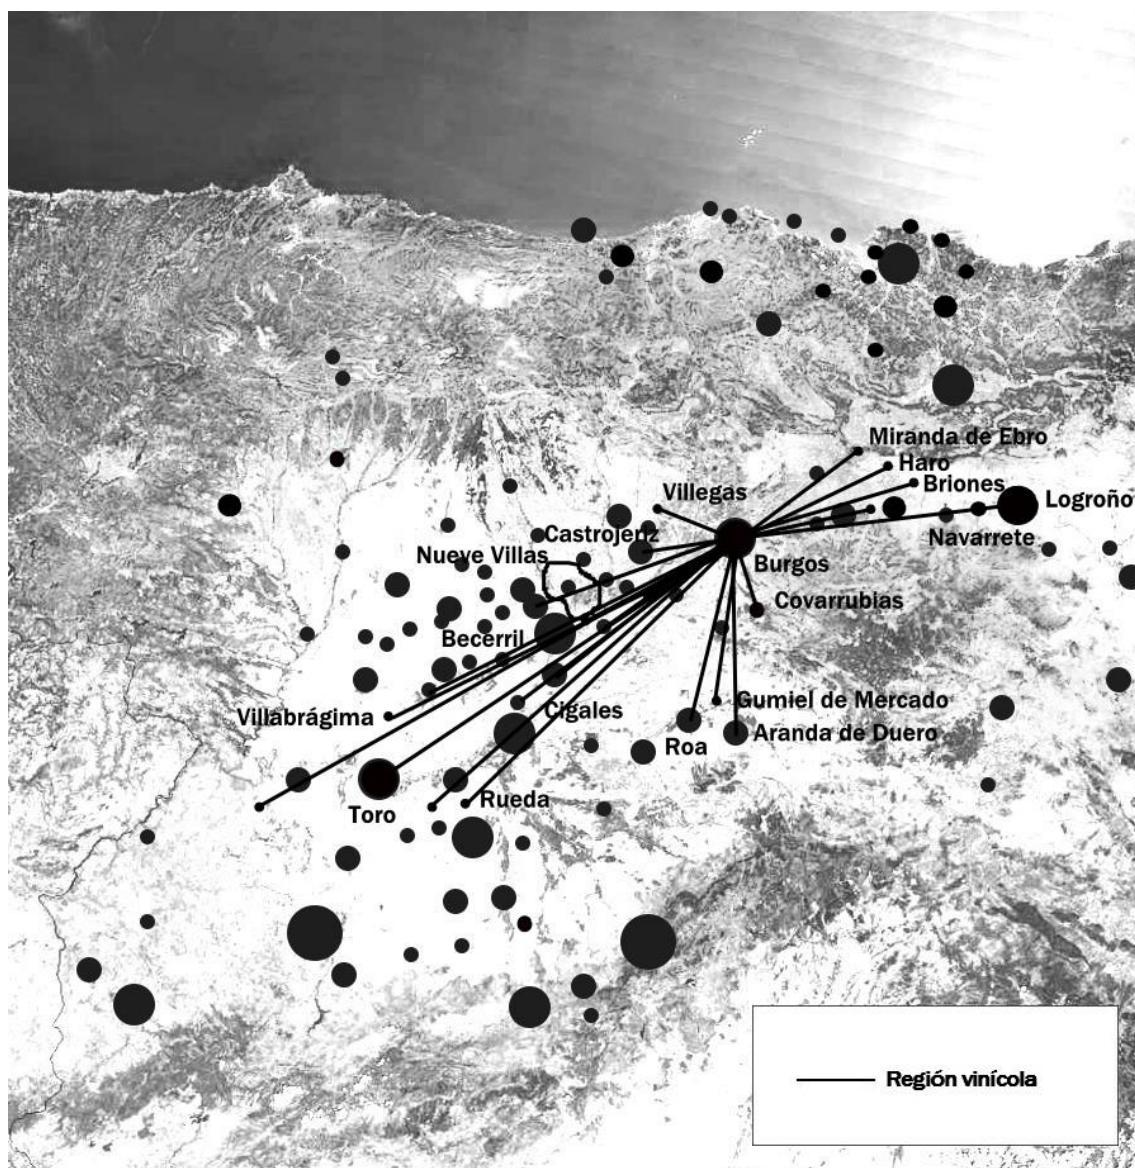 Miranda de Ebro
Haro
Briones
Villegas
Logroño
Navarrete
Castrojeriz
Nueve Villas
Burgos
Covarrubias
Becerril
Villabrágima
Cigales
Gumiel de Mercado
Aranda de Duero
Roa
Rueda
Toro
Región vinícola